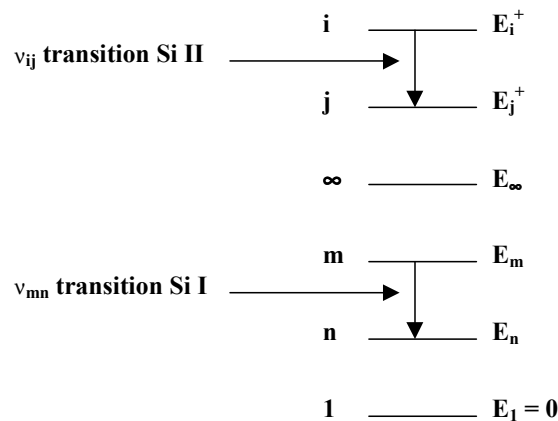 i E_i^+
ν_ij transition Si II
j E_j^+
∞ E_∞
m E_m
ν_mn transition Si I
n E_n
1 E_1 = 0